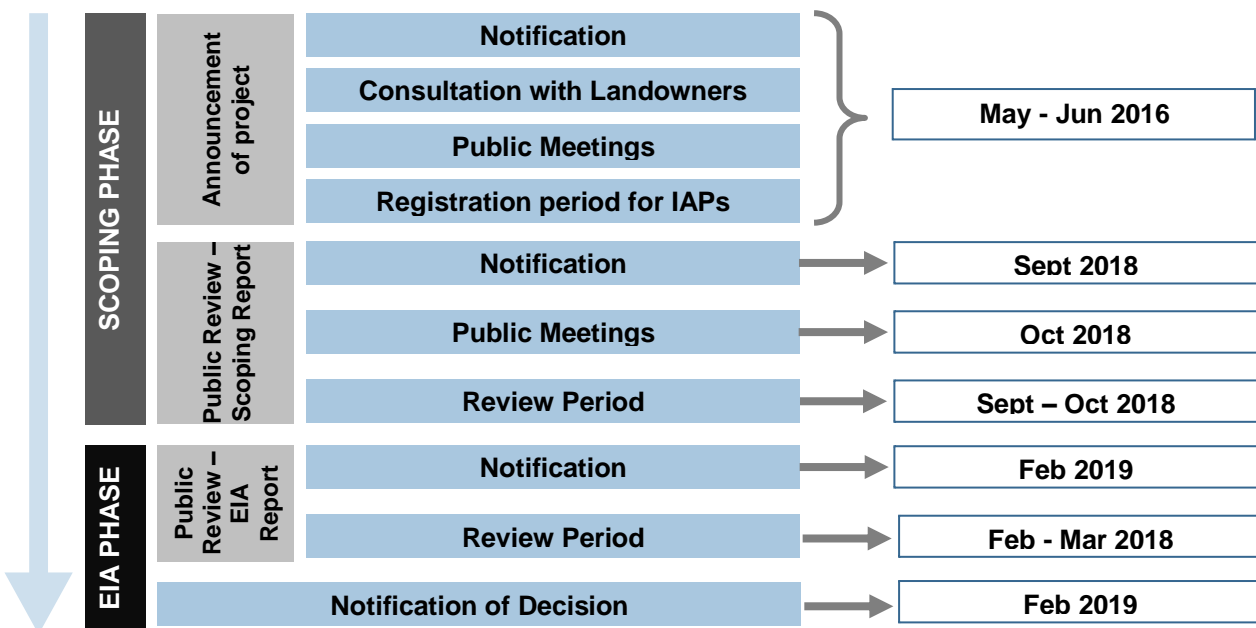 SCOPING PHASE
Announcement
of project
Notification
Consultation with Landowners
Public Meetings
Registration period for IAPs
May - Jun 2016
Public Review –
Scoping Report
Notification
Sept 2018
Public Meetings
Oct 2018
Review Period
Sept – Oct 2018
EIA PHASE
Public
Review –
EIA
Report
Notification
Feb 2019
Review Period
Feb - Mar 2018
Notification of Decision
Feb 2019